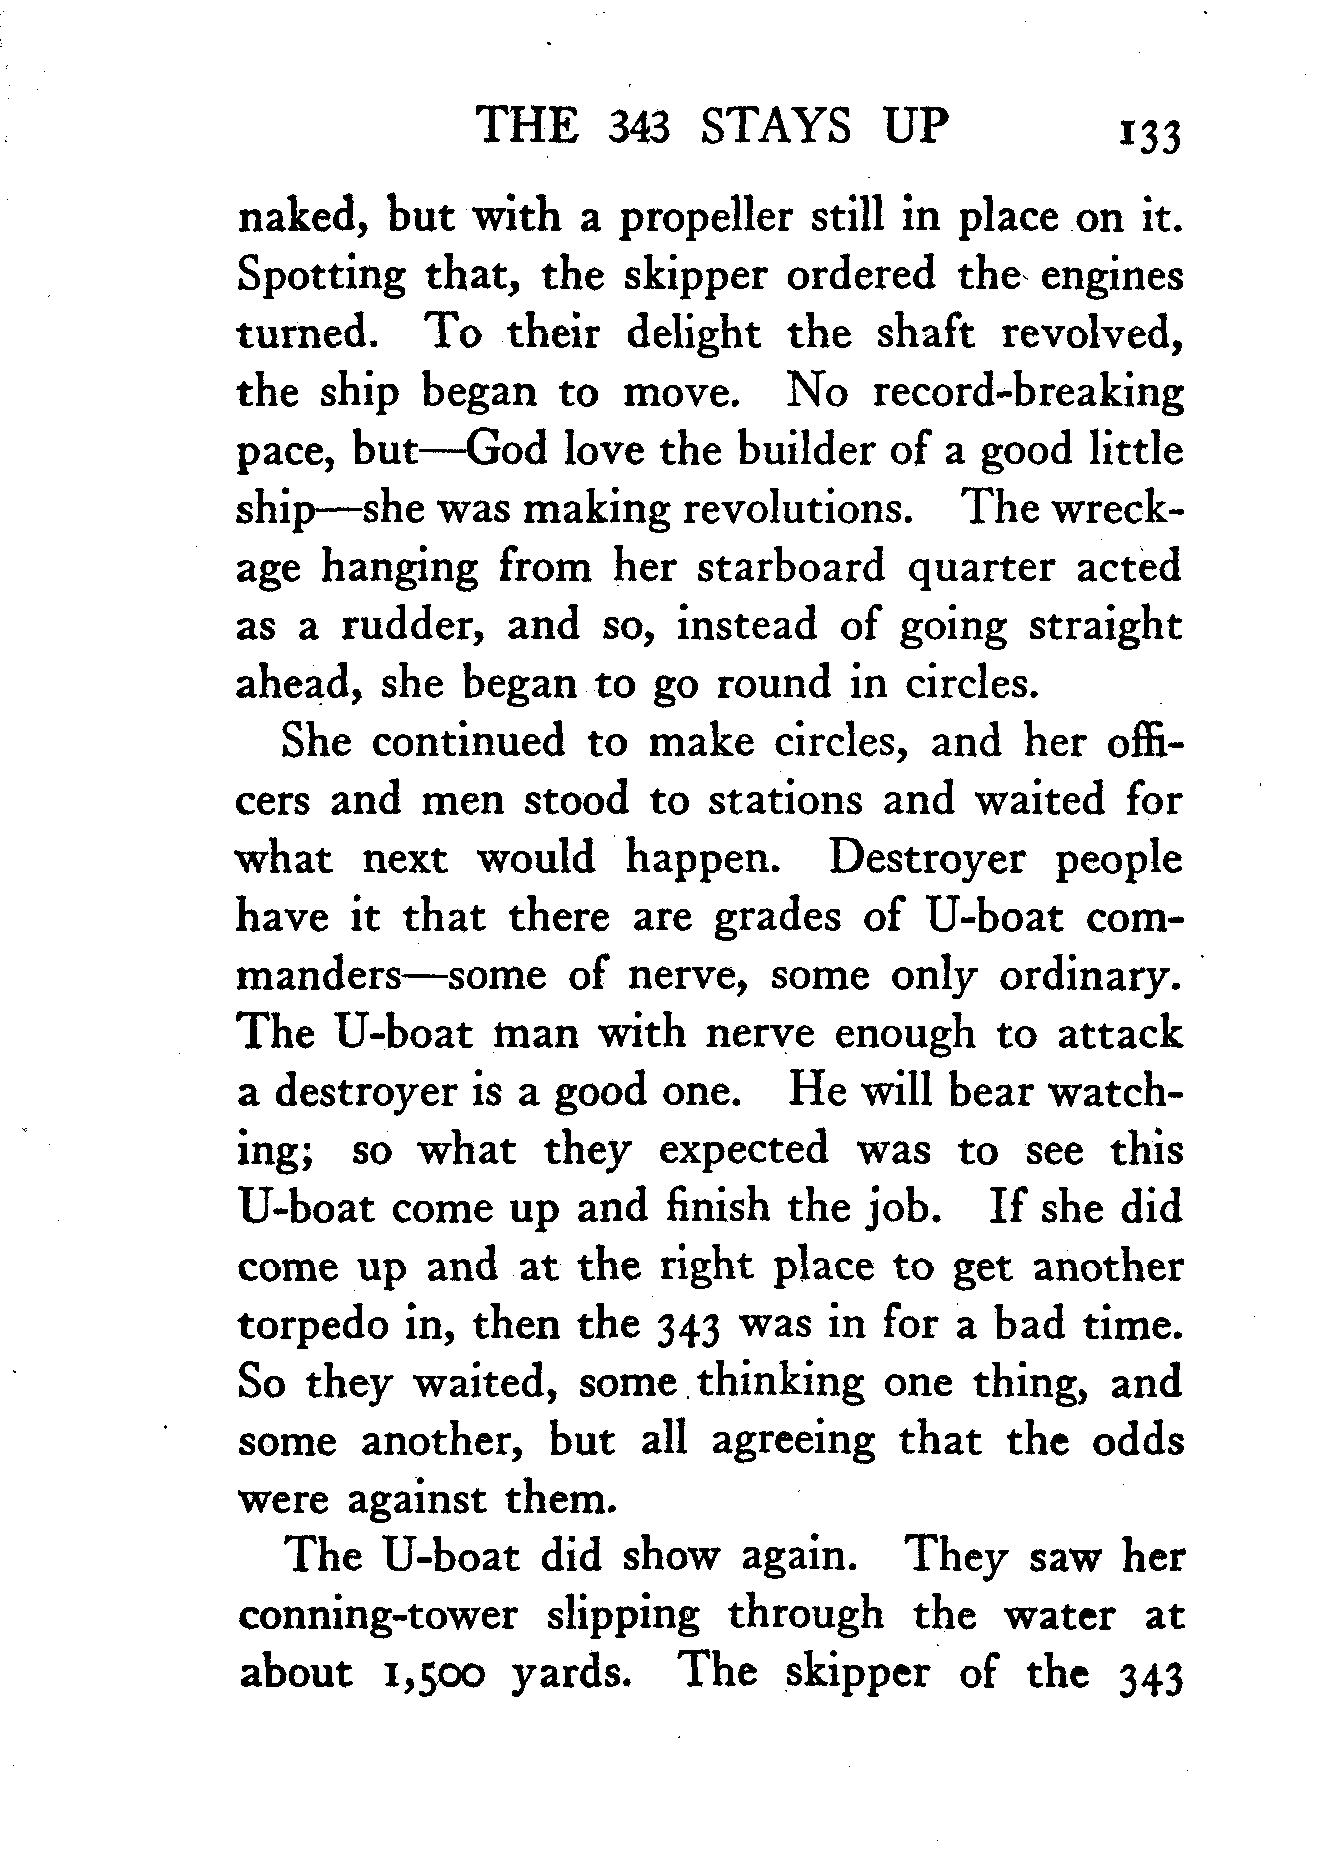 THE 343 STAYS UP 133
naked, but with a propeller still in place on it.
Spotting that, the skipper ordered the engines
turned. To their delight the shaft revolved,
the ship began to move. No record-breaking
pace, but—God love the builder of a good little
ship—she was making revolutions. The wreck-
age hanging from her starboard quarter acted
as a rudder, and so, instead of going straight
ahead, she began to go round in circles.
She continued to make circles, and her offi-
cers and men stood to stations and waited for
what next would happen. Destroyer people
have it that there are grades of U-boat com-
manders—some of nerve, some only ordinary.
The U-boat man with nerve enough to attack
a destroyer is a good one. He will bear watch-
ing; so what they expected was to see this
U-boat come up and finish the job. If she did
come up and at the right place to get another
torpedo in, then the 343 was in for a bad time.
So they waited, some thinking one thing, and
some another, but all agreeing that the odds
were against them.
The U-boat did show again. They saw her
conning-tower slipping through the water at
about 1,500 yards. The skipper of the 343